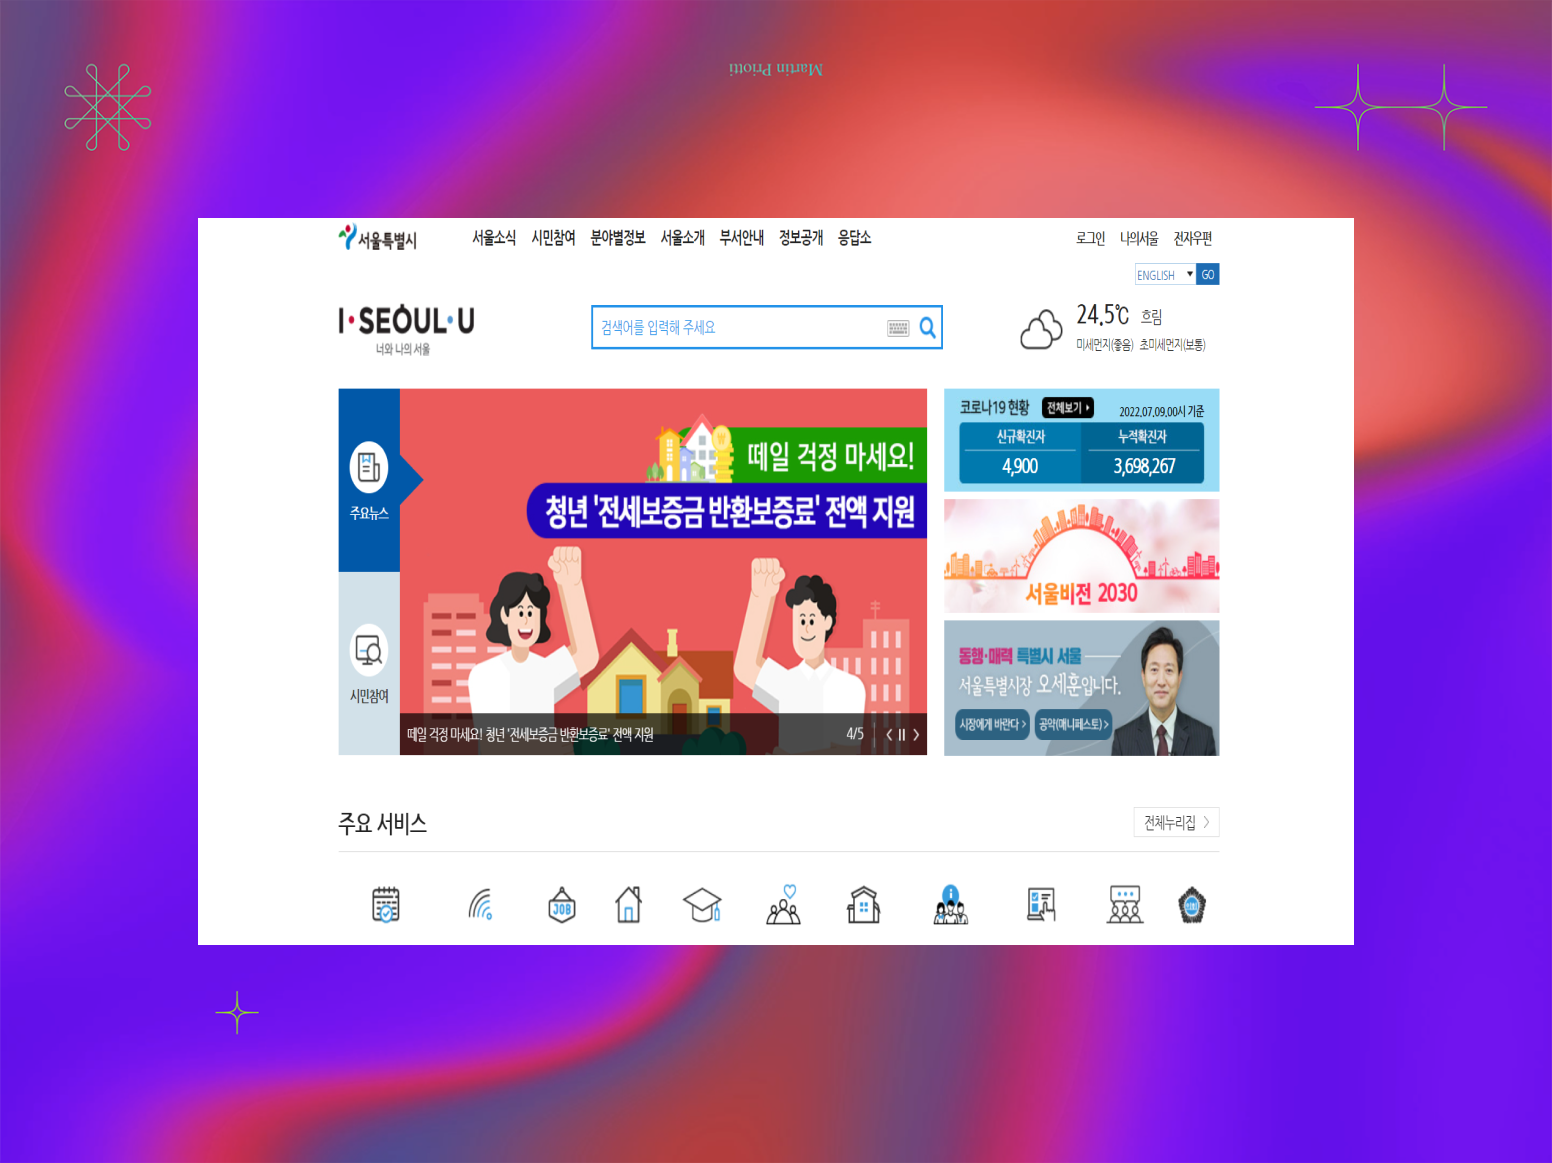 Martin Priotti
서울특별시
서울소식 시민참여 분야별정보 서울소개 부서안내 정보공개 응답소
로그인 나의서울 전자우편
ENGLISH GO
I·SEOUL·U
너와 나의 서울
검색어를 입력해 주세요
24.5℃ 흐림
미세먼지(좋음) 초미세먼지(보통)
주요뉴스
시민참여
떼일 걱정 마세요!
청년 '전세보증금 반환보증료' 전액 지원
떼일 걱정 마세요! 청년 '전세보증금 반환보증료' 전액 지원
4/5
코로나19 현황 전체보기
2022.07.09.00시 기준
신규확진자 누적확진자
4,900 3,698,267
서울비전 2030
동행·매력 특별시 서울
서울특별시장 오세훈입니다.
시장에게 바란다 > 공약(매니페스토) >
주요 서비스
전체누리집 >
JOB